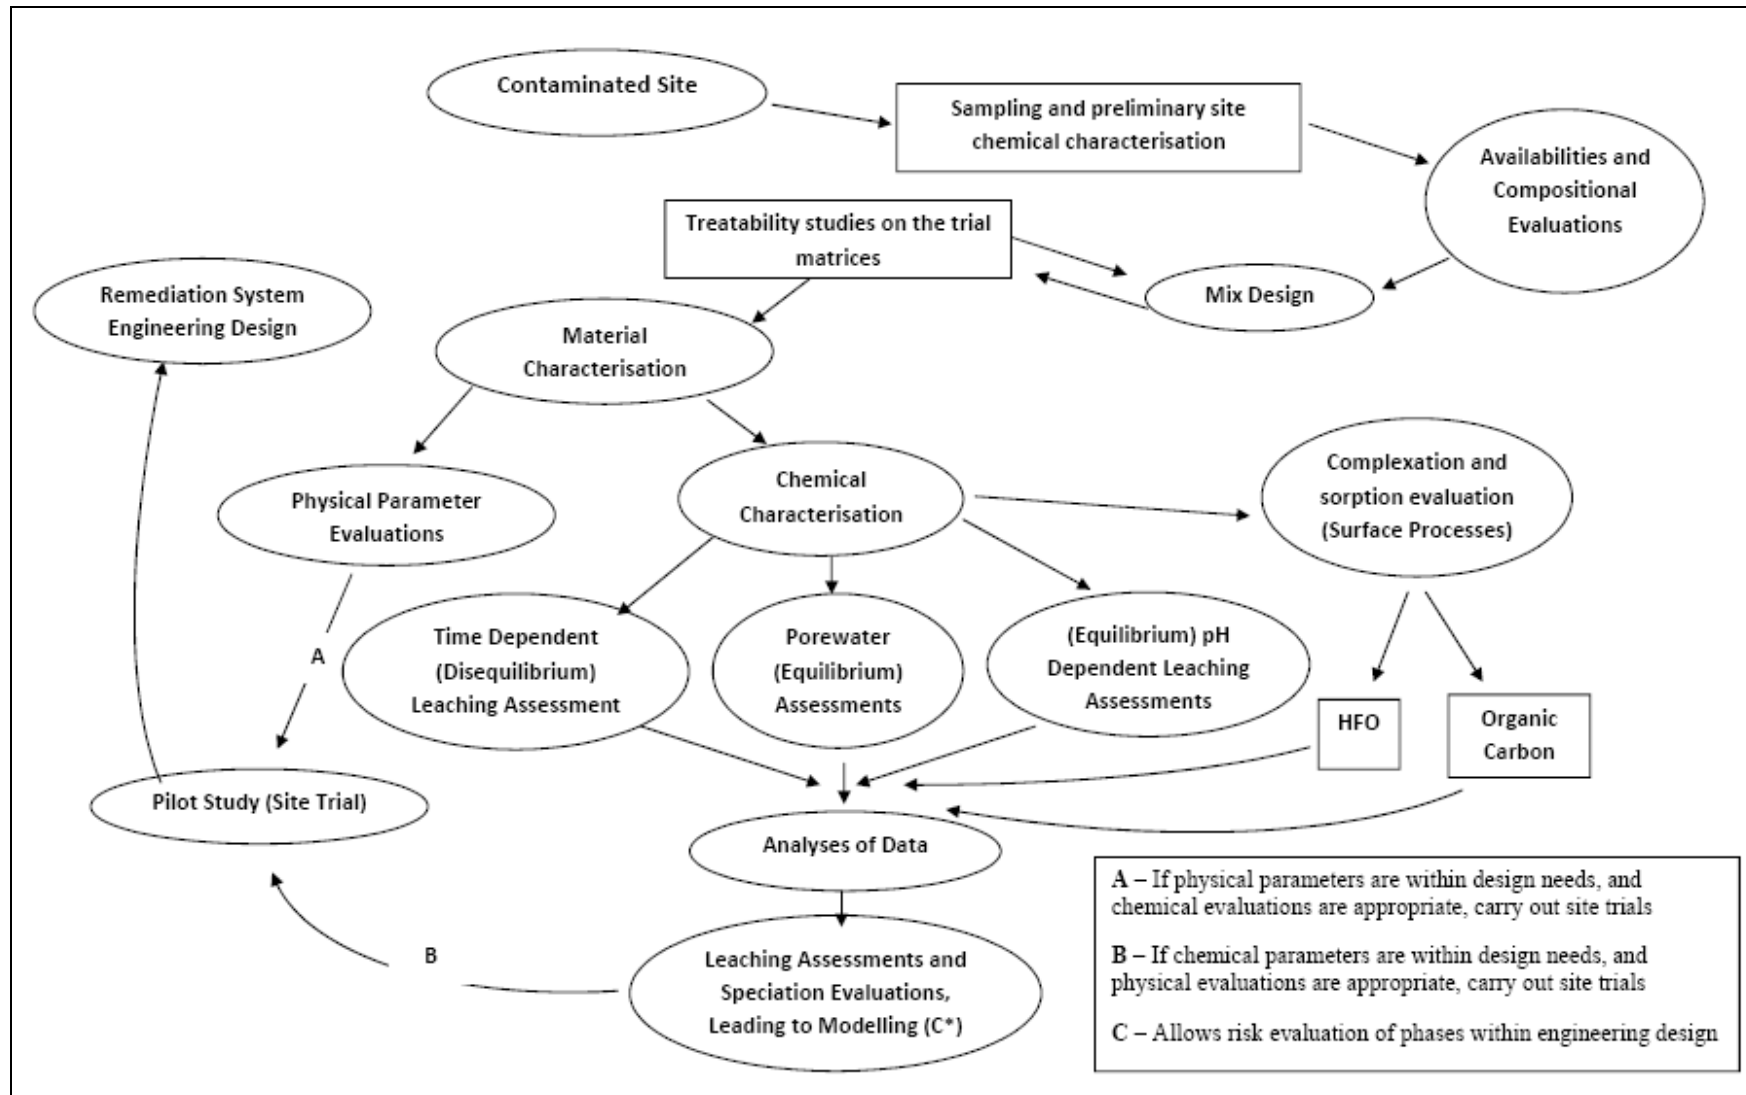 Contaminated Site
Sampling and preliminary site
chemical characterisation
Availabilities and
Compositional
Evaluations
Treatability studies on the trial
matrices
Mix Design
Remediation System
Engineering Design
Material
Characterisation
Physical Parameter
Evaluations
Chemical
Characterisation
Complexation and
sorption evaluation
(Surface Processes)
A
Time Dependent
(Disequilibrium)
Leaching Assessment
Porewater
(Equilibrium)
Assessments
(Equilibrium) pH
Dependent Leaching
Assessments
HFO
Organic
Carbon
Pilot Study (Site Trial)
Analyses of Data
B
Leaching Assessments and
Speciation Evaluations,
Leading to Modelling (C*)
A – If physical parameters are within design needs, and
chemical evaluations are appropriate, carry out site trials
B – If chemical parameters are within design needs, and
physical evaluations are appropriate, carry out site trials
C – Allows risk evaluation of phases within engineering design